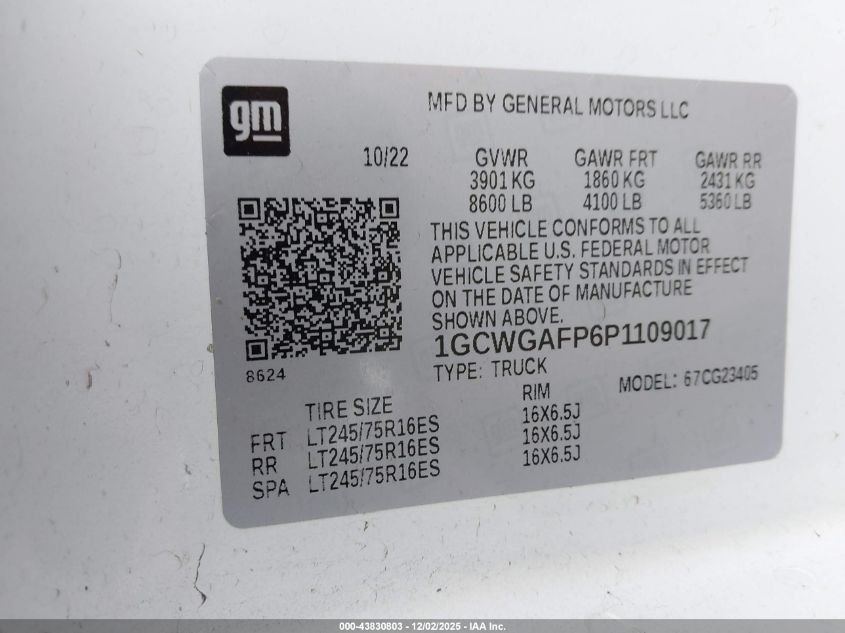 gm
MFD BY GENERAL MOTORS LLC
10/22 GVWR GAWR FRT GAWR RR
3901 KG 1860 KG 2431 KG
8600 LB 4100 LB 5360 LB
THIS VEHICLE CONFORMS TO ALL
APPLICABLE U.S. FEDERAL MOTOR
VEHICLE SAFETY STANDARDS IN EFFECT
ON THE DATE OF MANUFACTURE
SHOWN ABOVE.
1GCWGAFP6P1109017
8624
TYPE: TRUCK MODEL: 67CG23405
TIRE SIZE RIM
FRT LT245/75R16ES 16X6.5J
RR LT245/75R16ES 16X6.5J
SPA LT245/75R16ES 16X6.5J
000-43830803 - 12/02/2025 - IAA Inc.